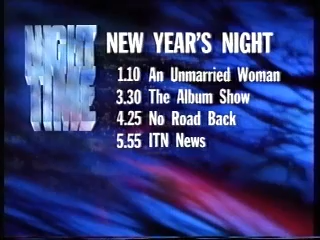 NIGHT TIME
NEW YEAR'S NIGHT
1.10 An Unmarried Woman
3.30 The Album Show
4.25 No Road Back
5.55 ITN News